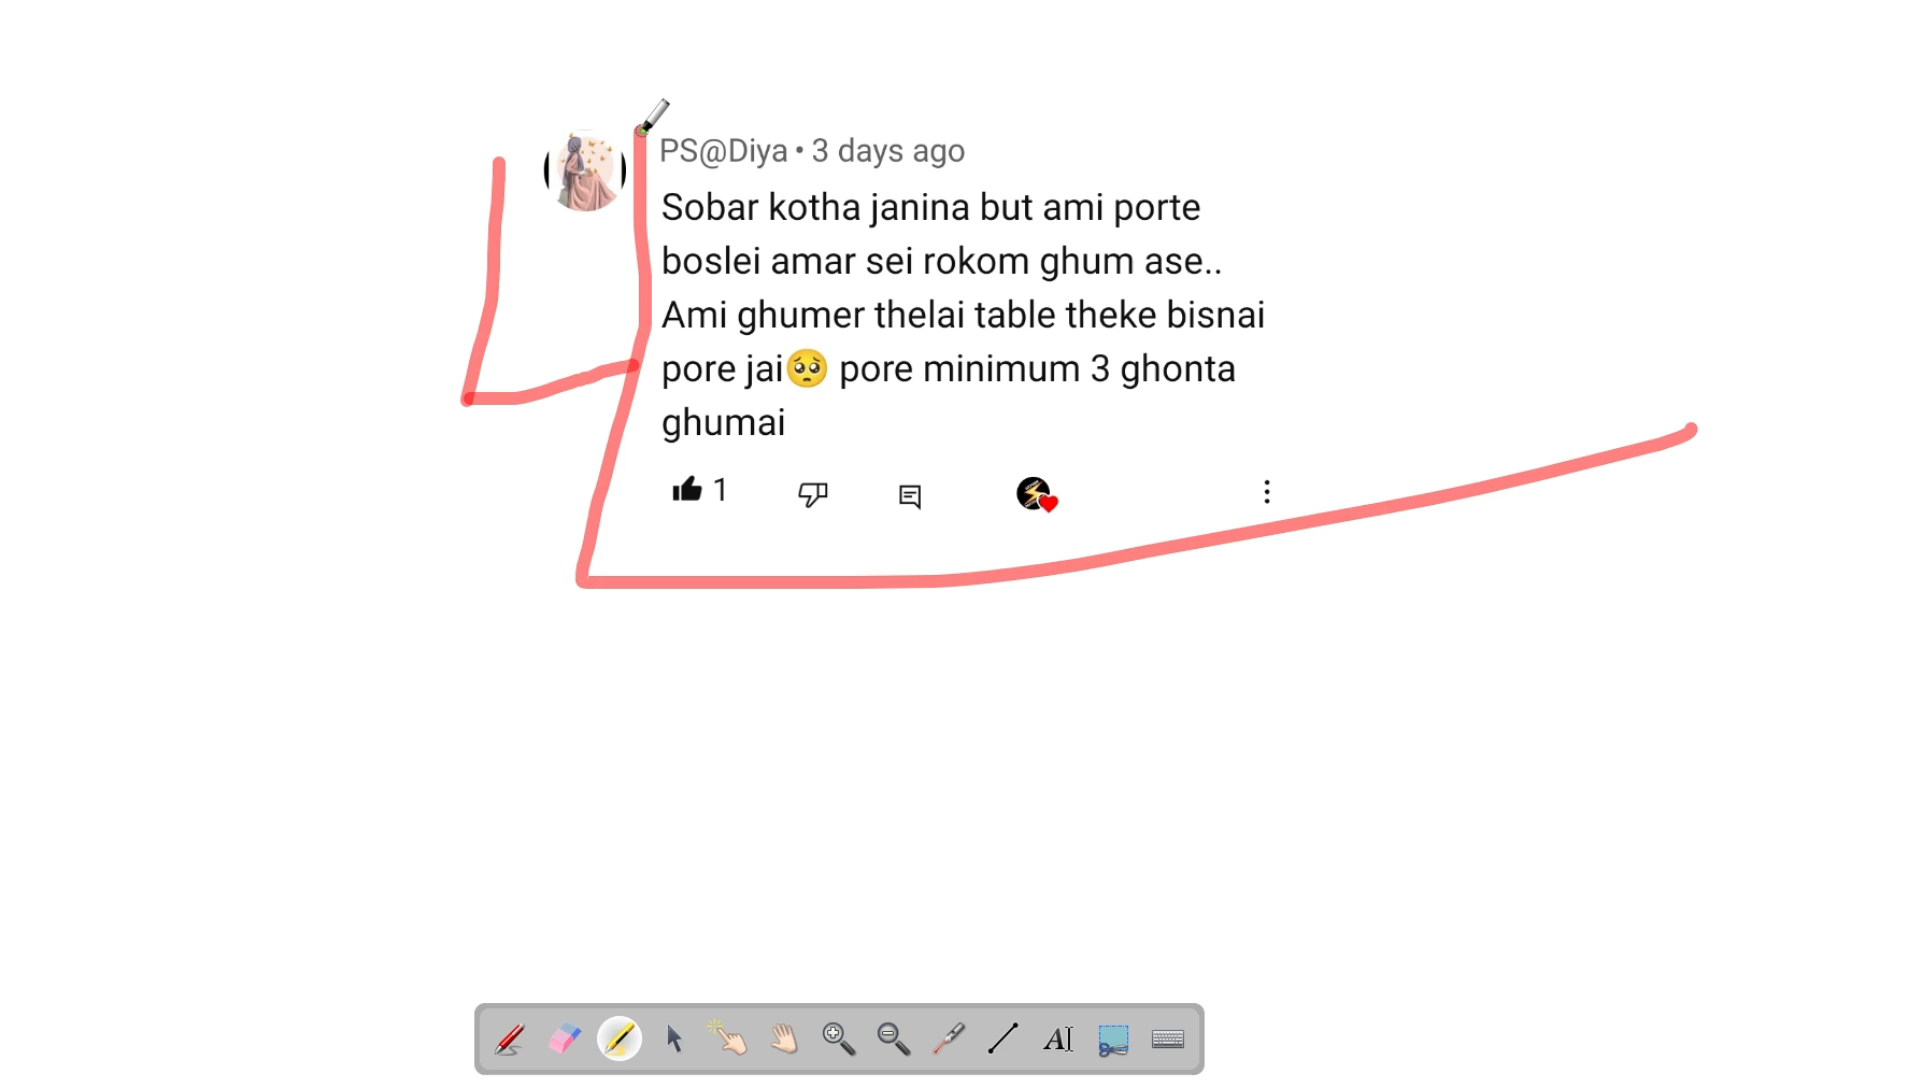 PS@Diya • 3 days ago
Sobar kotha janina but ami porte
boslei amar sei rokom ghum ase..
Ami ghumer thelai table theke bisnai
pore jai🥺 pore minimum 3 ghonta
ghumai
1